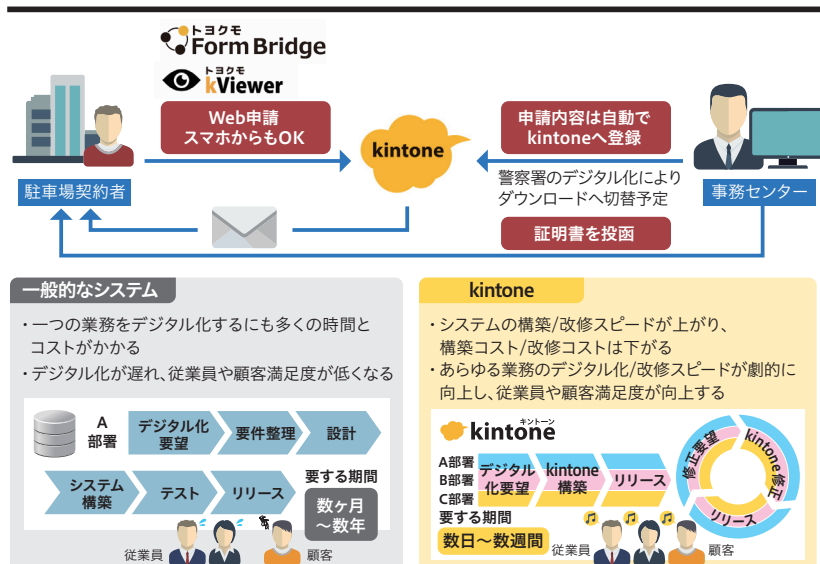 トヨクモ
Form Bridge
トヨクモ
kViewer
Web申請
スマホからもOK
kintone
申請内容は自動で
kintoneへ登録
警察署のデジタル化により
ダウンロードへ切替予定
証明書を投函
駐車場契約者
事務センター
一般的なシステム
・一つの業務をデジタル化するにも多くの時間と
コストがかかる
・デジタル化が遅れ、従業員や顧客満足度が低くなる
A
部署
デジタル化
要望
要件整理
設計
システム
構築
テスト
リリース
要する期間
数ヶ月
～数年
従業員
顧客
kintone
・システムの構築/改修スピードが上がり、
構築コスト/改修コストは下がる
・あらゆる業務のデジタル化/改修スピードが劇的に
向上し、従業員や顧客満足度が向上する
キントーン
kintone
A部署
B部署
C部署
デジタル
化要望
kintone
構築
リリース
修正要望
kintone修正
リリース
要する期間
数日～数週間
従業員
顧客